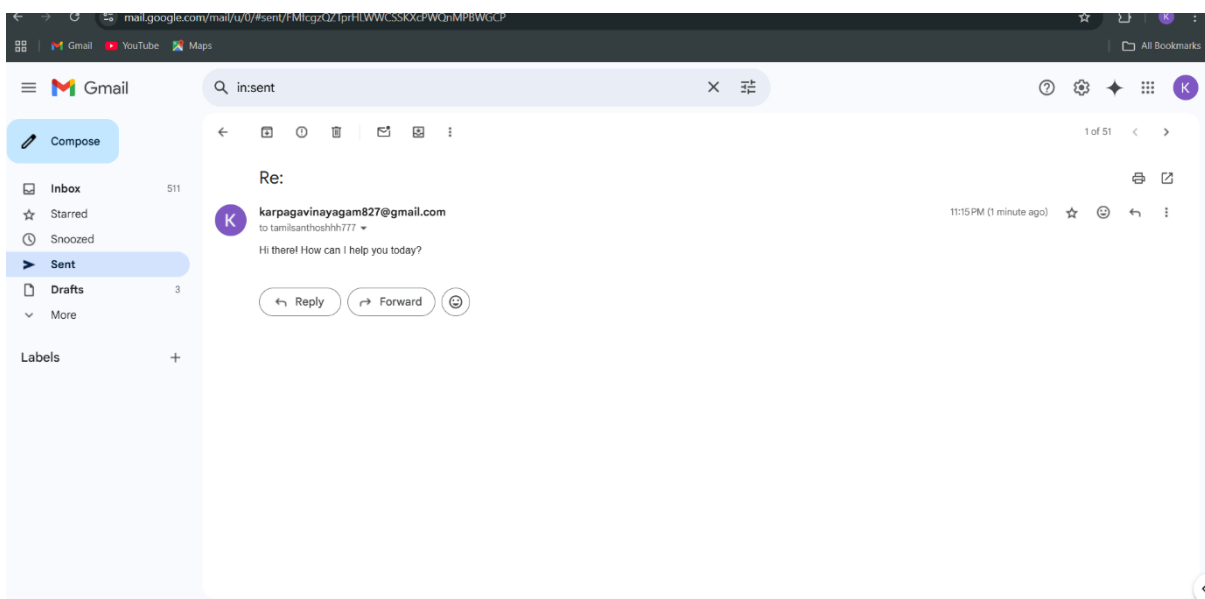 mail.google.com/mail/u/0/#sent/FMfcgzQZTprHLWWCSSKXcPWQnMPBWGCP
K
Gmail YouTube Maps All Bookmarks
Gmail in:sent K
Compose 1 of 51
Re:
Inbox 511
karpagavinayagam827@gmail.com 11:15 PM (1 minute ago)
K
Starred
to tamilsanthoshhh777
Snoozed
Hi there! How can I help you today?
Sent
Drafts 3
Reply Forward
More
Labels